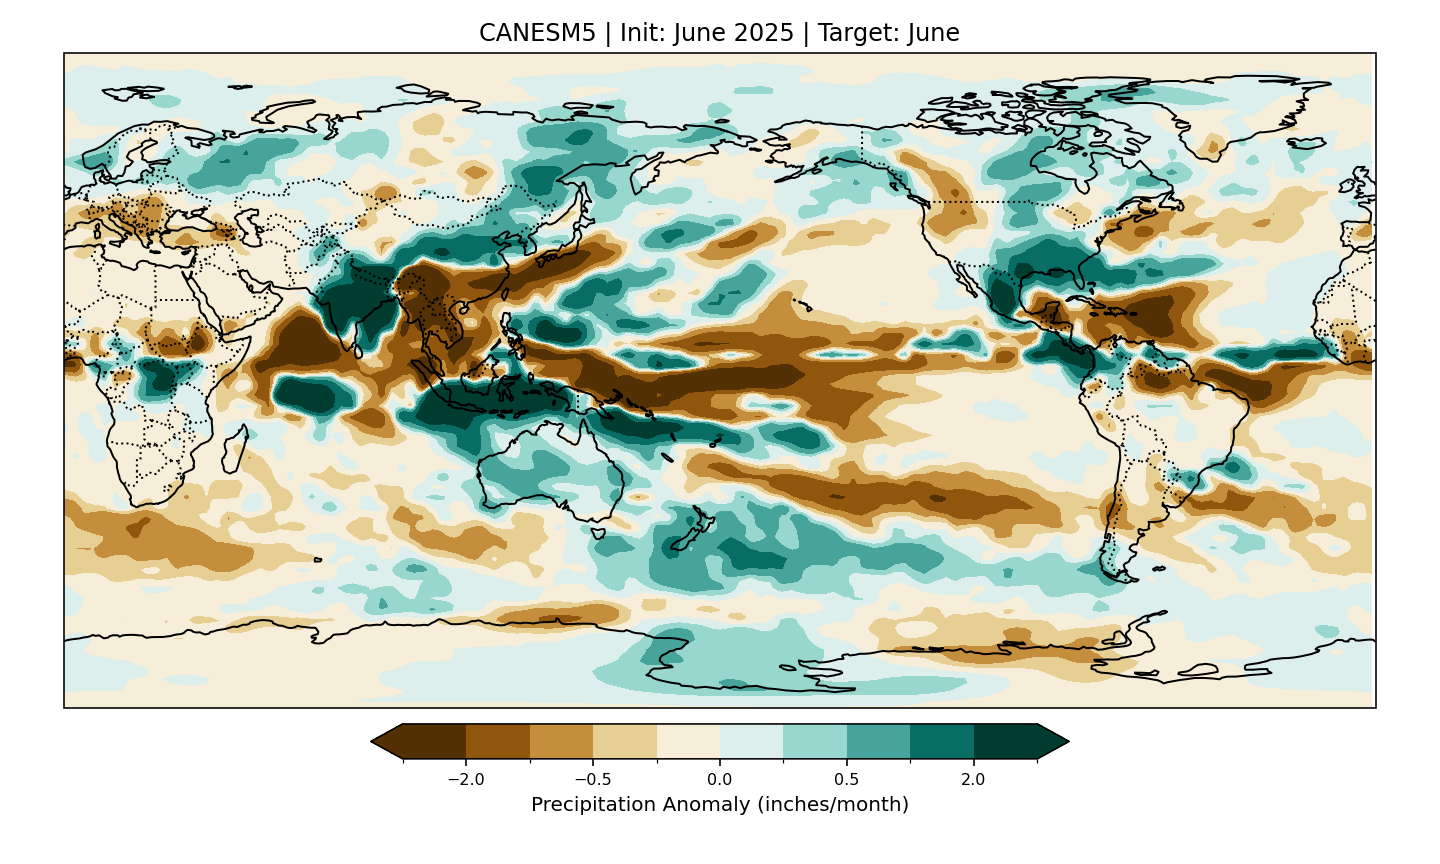 CANESM5 | Init: June 2025 | Target: June
−2.0 −0.5 0.0 0.5 2.0
Precipitation Anomaly (inches/month)